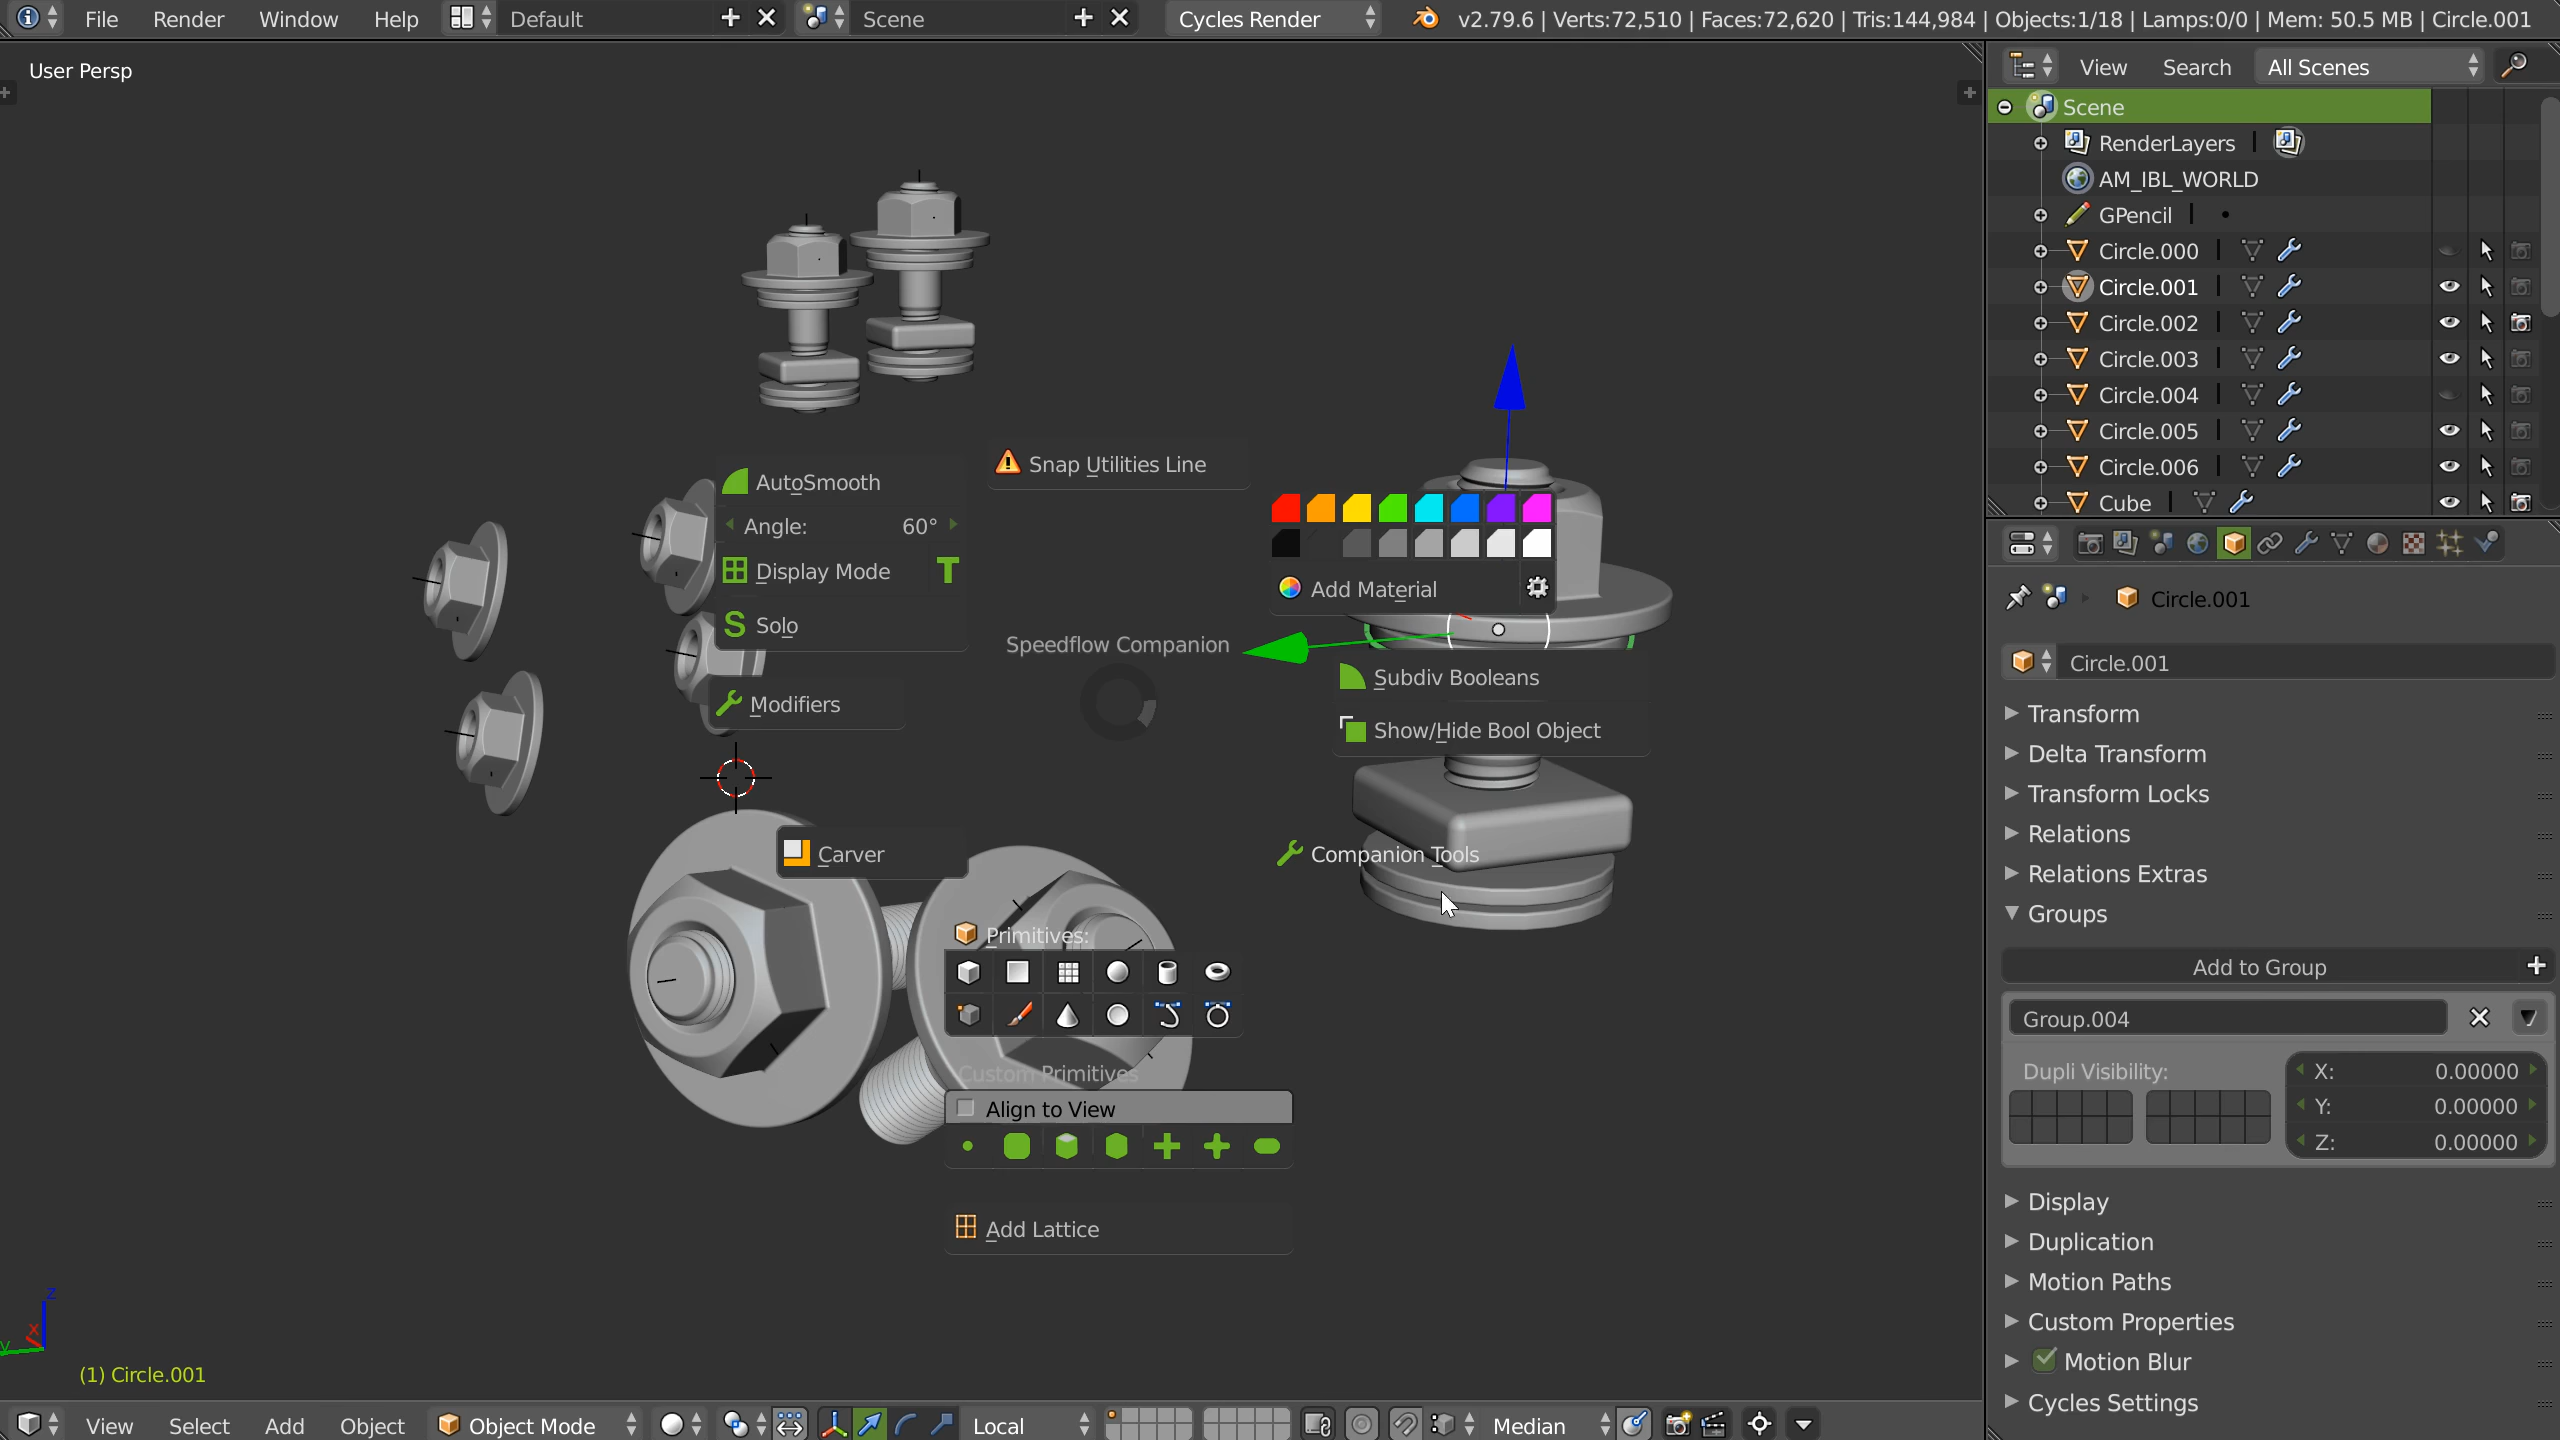 File Render Window Help Default Scene Cycles Render v2.79.6 | Verts:72,510 | Faces:72,620 | Tris:144,984 | Objects:1/18 | Lamps:0/0 | Mem: 50.5 MB | Circle.001
User Persp
View Search All Scenes
Scene
RenderLayers
AM_IBL_WORLD
GPencil
Circle.000
Circle.001
Circle.002
Circle.003
Circle.004
Circle.005
Circle.006
Cube
Snap Utilities Line
AutoSmooth
Angle: 60°
Display Mode T
S Solo
Add Material
Speedflow Companion
Subdiv Booleans
Modifiers
Show/Hide Bool Object
Carver
Companion Tools
Primitives:
Custom Primitives
Align to View
Add Lattice
Circle.001
Circle.001
Transform
Delta Transform
Transform Locks
Relations
Relations Extras
Groups
Add to Group
Group.004
Dupli Visibility:
X: 0.00000
Y: 0.00000
Z: 0.00000
Display
Duplication
Motion Paths
Custom Properties
Motion Blur
Cycles Settings
z
x
y
(1) Circle.001
View Select Add Object Object Mode Local Median